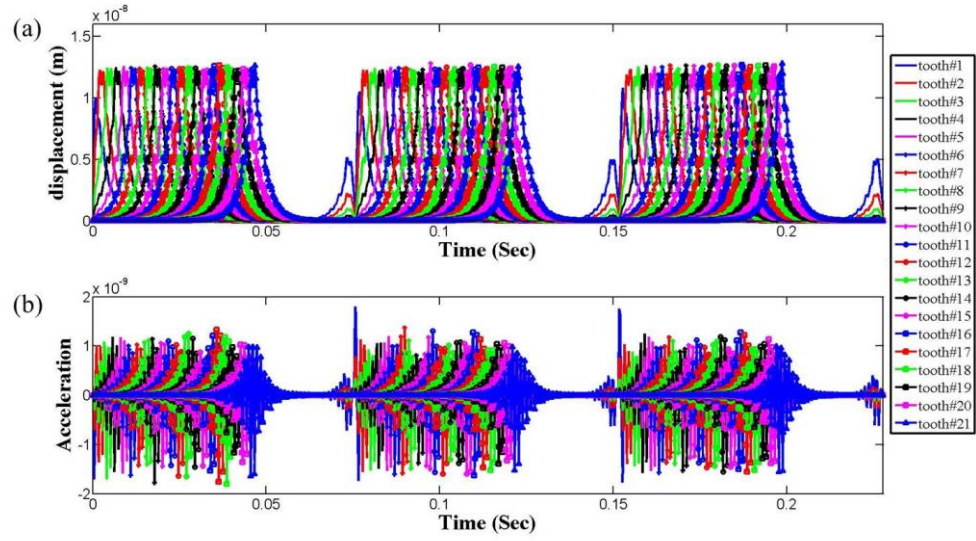 (a)
x 10^-8
1.5
1
0.5
0
displacement (m)
0
0.05
0.1
0.15
0.2
Time (Sec)
(b)
x 10^-9
2
1
0
-1
-2
Acceleration
0
0.05
0.1
0.15
0.2
Time (Sec)
tooth#1
tooth#2
tooth#3
tooth#4
tooth#5
tooth#6
tooth#7
tooth#8
tooth#9
tooth#10
tooth#11
tooth#12
tooth#13
tooth#14
tooth#15
tooth#16
tooth#17
tooth#18
tooth#19
tooth#20
tooth#21